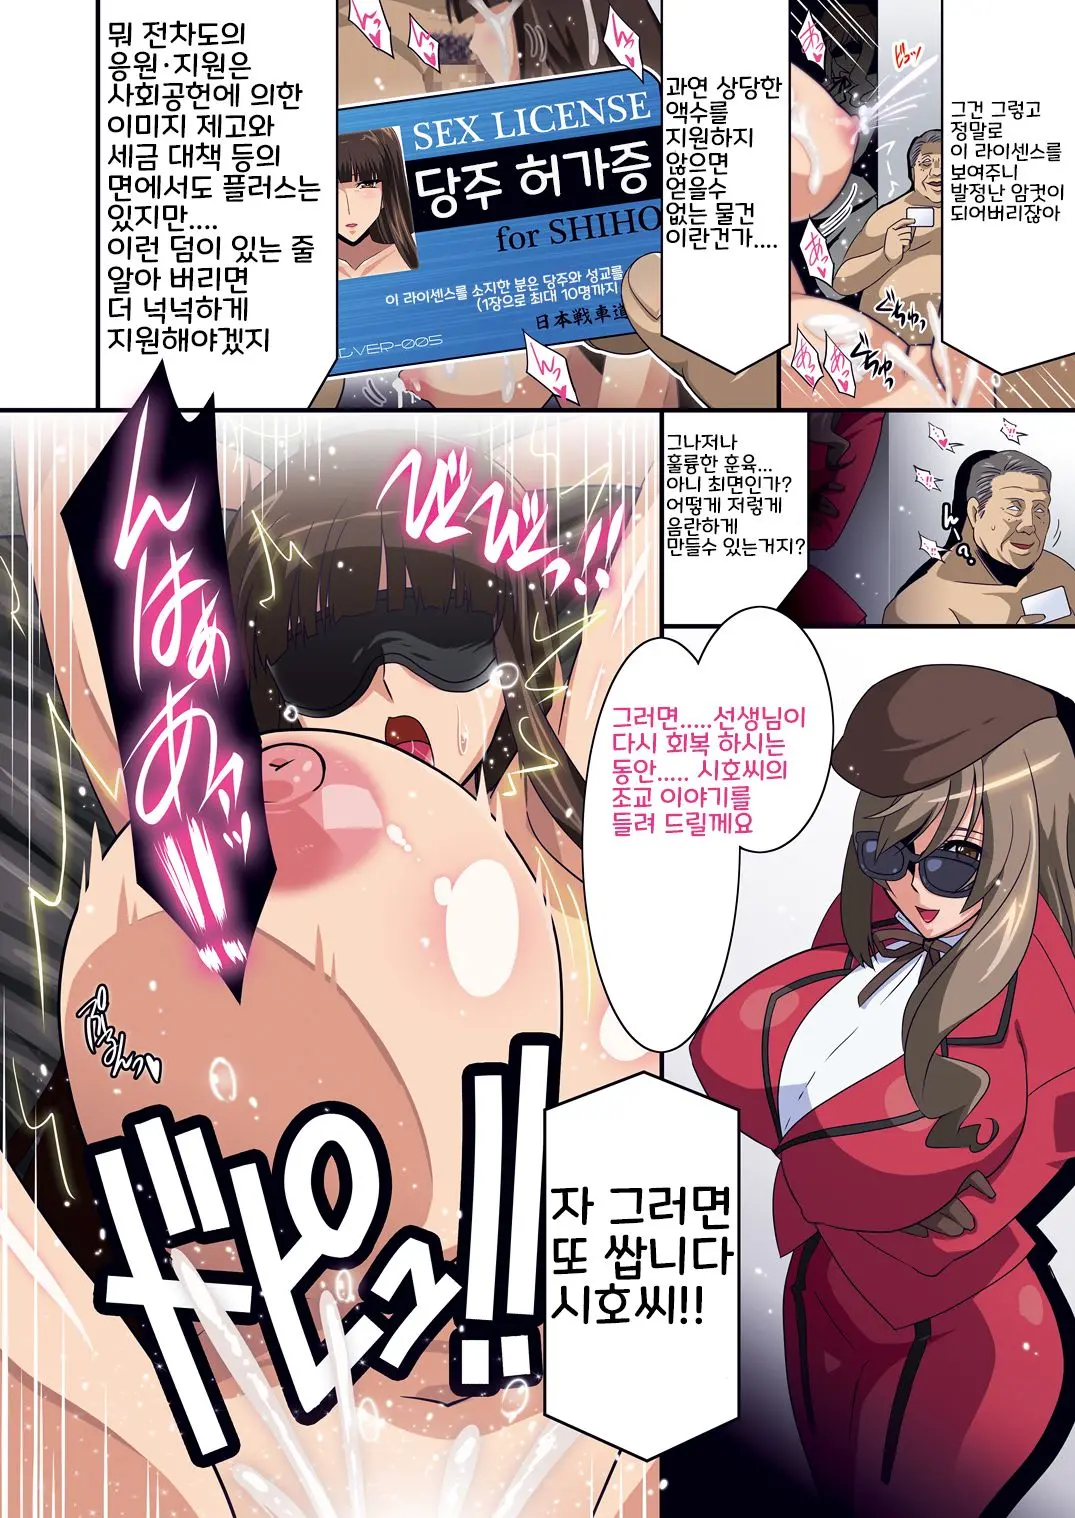 그건 그렇고
정말로
이 라이센스를
보여주니
발정난 암컷이
되어버리잖아
과연 상당한
액수를
지원하지
않으면
얻을수
없는 물건
이란건가....
SEX LICENSE
당주 허가증
for SHIHO
이 라이센스를 소지한 분은 당주와 성교를
(1장으로 최대 10명까지
日本戦車道
LVER-005
뭐 전차도의
응원·지원은
사회공헌에 의한
이미지 제고와
세금 대책 등의
면에서도 플러스는
있지만....
이런 덤이 있는 줄
알아 버리면
더 넉넉하게
지원해야겠지
그나저나
훌륭한 훈육...
아니 최면인가?
어떻게 저렇게
음란하게
만들수 있는거지?
그러면.....선생님이
다시 회복 하시는
동안..... 시호씨의
조교 이야기를
들려 드릴께요
ビビッ!!
んはぁあッ!!
자 그러면
또 쌉니다
시호씨!!
ドピュ!!